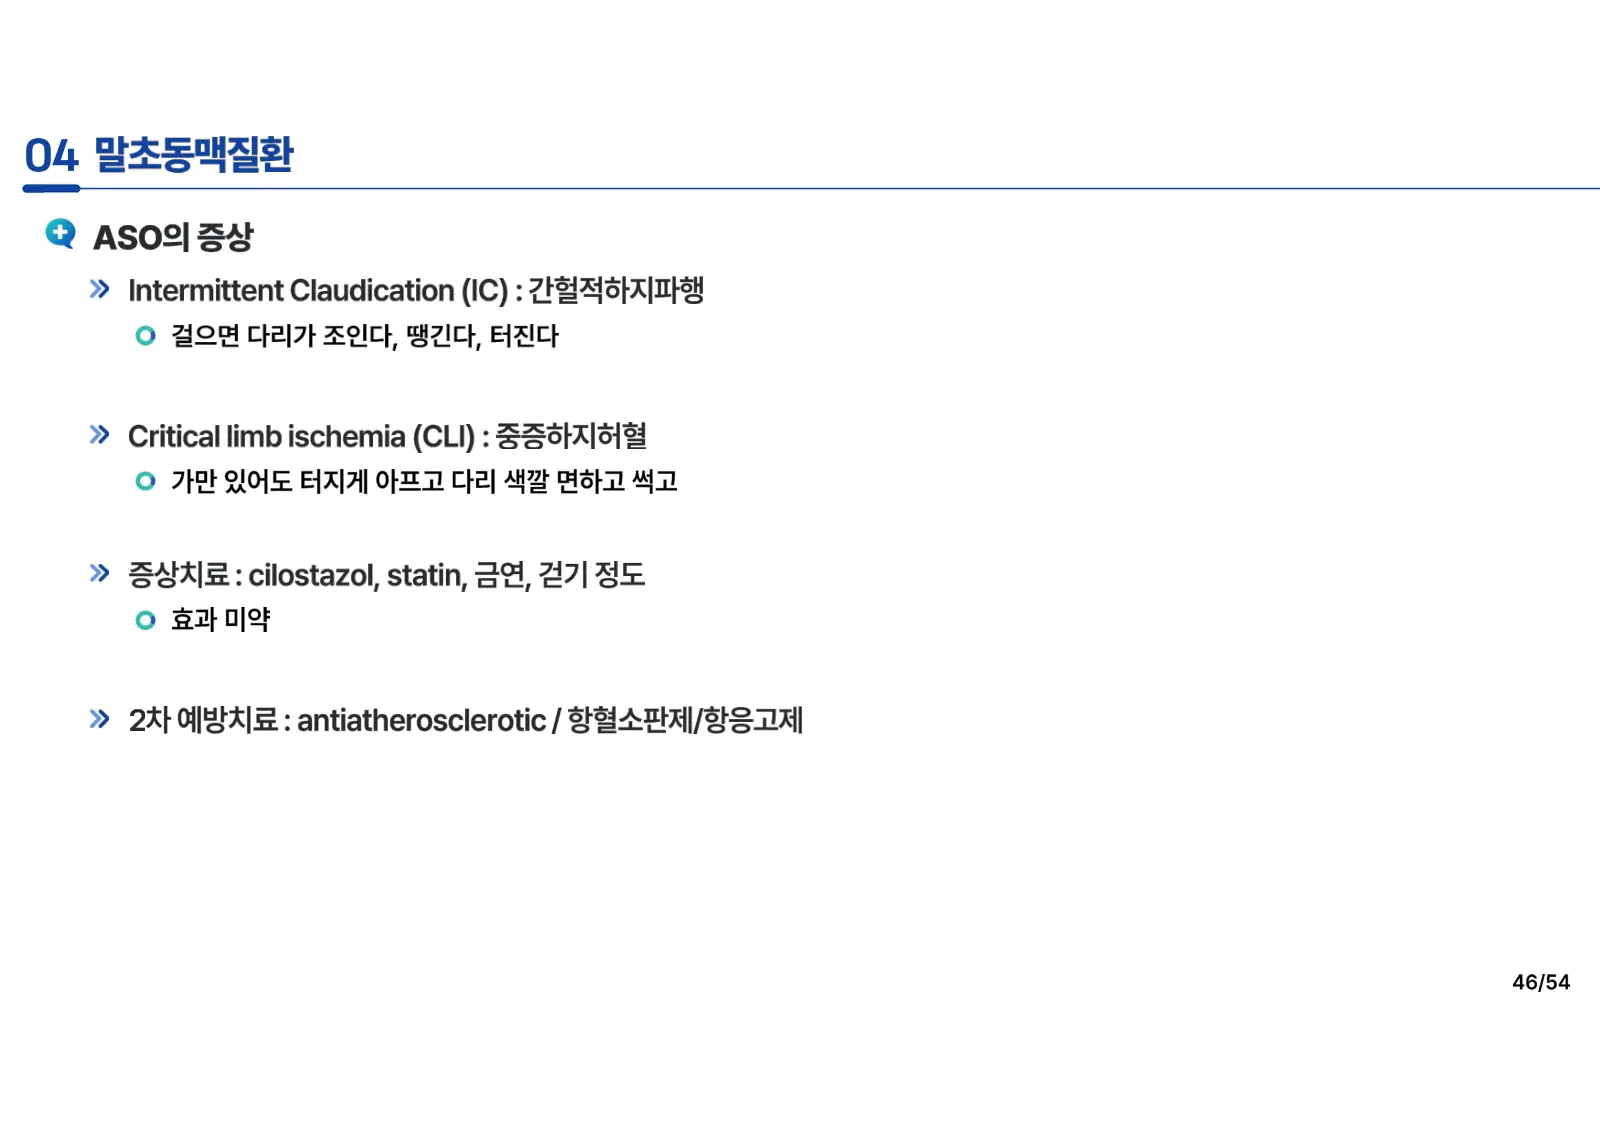 04 말초동맥질환
ASO의 증상
Intermittent Claudication (IC) : 간헐적하지파행
걸으면 다리가 조인다, 땡긴다, 터진다
Critical limb ischemia (CLI) : 중증하지허혈
가만 있어도 터지게 아프고 다리 색깔 면하고 썩고
증상치료 : cilostazol, statin, 금연, 걷기 정도
효과 미약
2차 예방치료 : antiatherosclerotic / 항혈소판제/항응고제
46/54